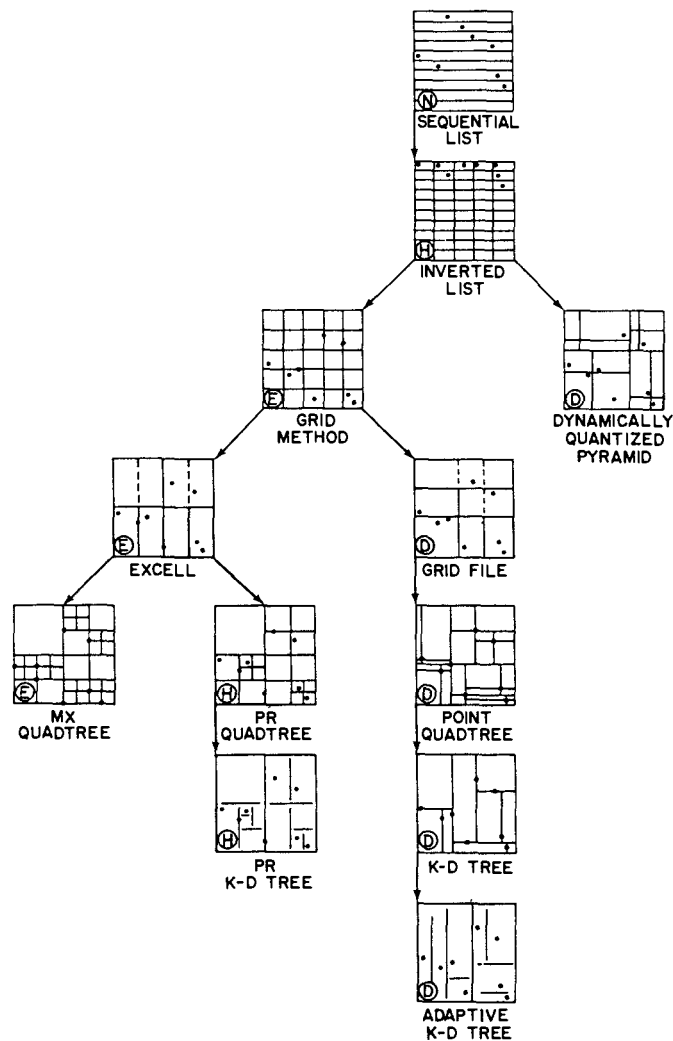 N
SEQUENTIAL
LIST
H
INVERTED
LIST
E
GRID
METHOD
D
DYNAMICALLY
QUANTIZED
PYRAMID
E
EXCELL
D
GRID FILE
E
MX
QUADTREE
H
PR
QUADTREE
D
POINT
QUADTREE
H
PR
K-D TREE
D
K-D TREE
D
ADAPTIVE
K-D TREE